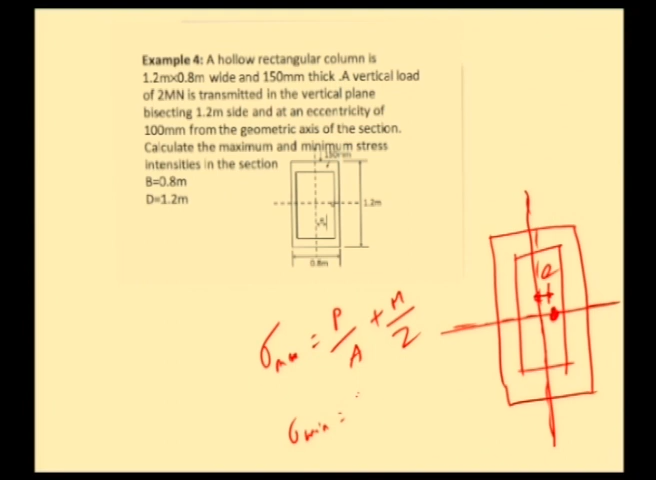 Example 4: A hollow rectangular column is
1.2mx0.8m wide and 150mm thick .A vertical load
of 2MN is transmitted in the vertical plane
bisecting 1.2m side and at an eccentricity of
100mm from the geometric axis of the section.
Calculate the maximum and minimum stress
intensities in the section
B=0.8m
D=1.2m
150mm
1.2m
0.8m
e
σmax = P/A + M/Z
σmin =